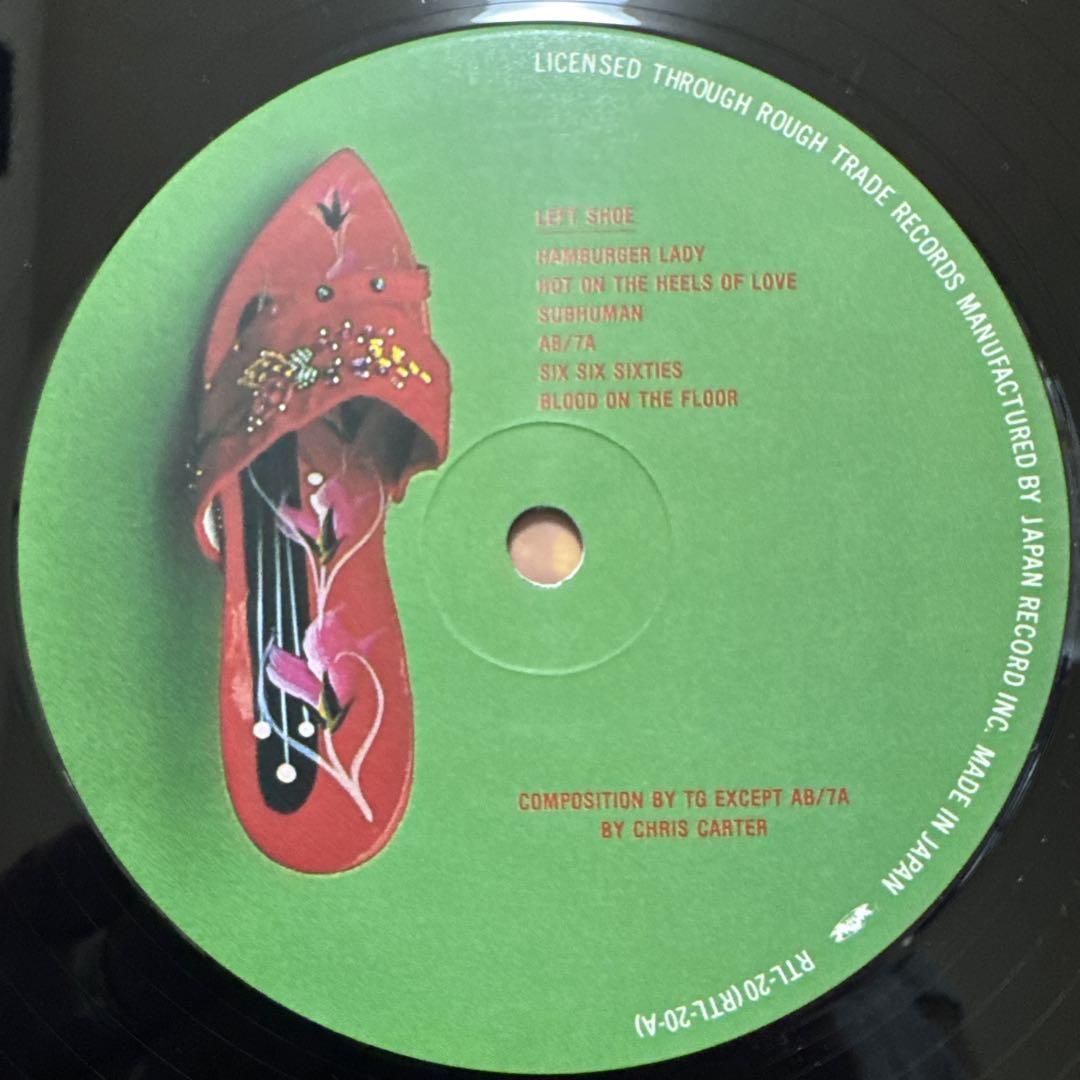 LICENSED THROUGH ROUGH TRADE RECORDS MANUFACTURED BY JAPAN RECORD INC. MADE IN JAPAN
LEFT SHOE
HAMBURGER LADY
HOT ON THE HEELS OF LOVE
SUBHUMAN
AB/7A
SIX SIX SIXTIES
BLOOD ON THE FLOOR
COMPOSITION BY TG EXCEPT AB/7A
BY CHRIS CARTER
RTL-20(RTL-20-A)